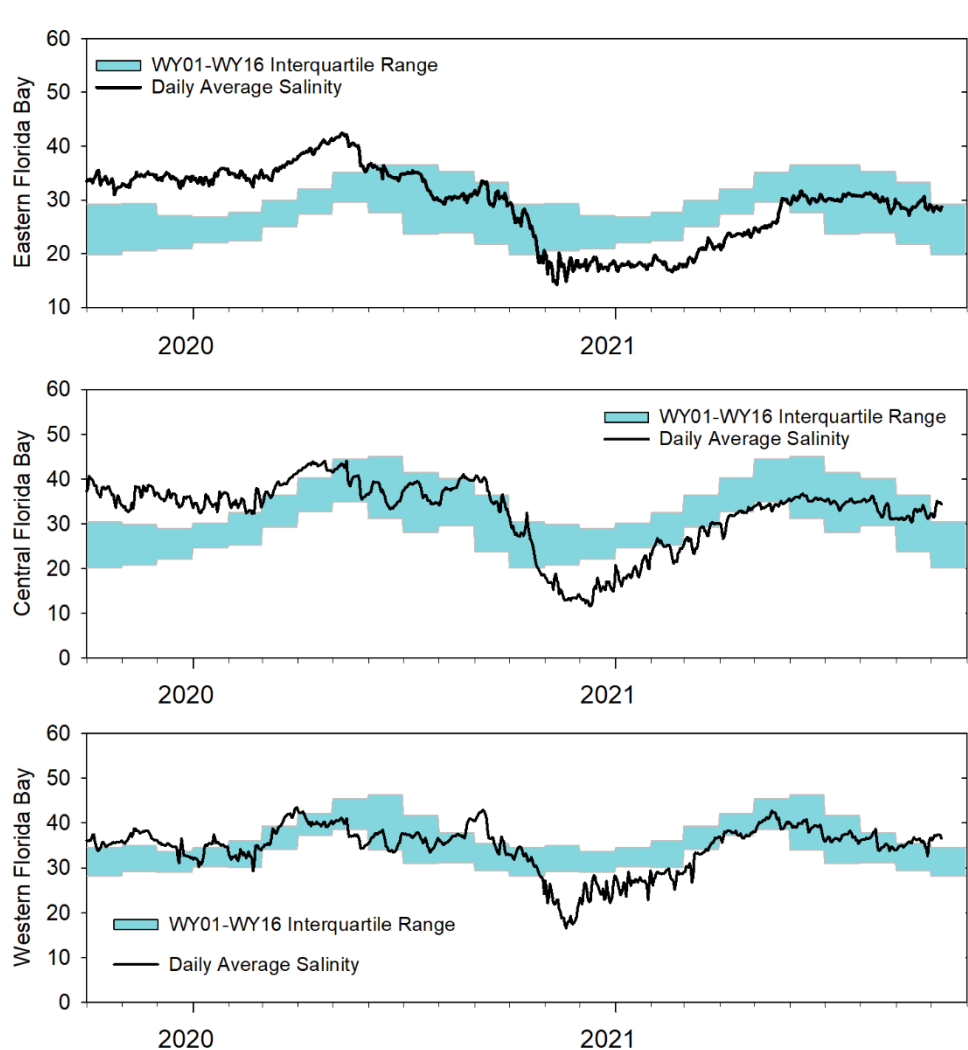 Eastern Florida Bay
60
50
40
30
20
10
WY01-WY16 Interquartile Range
Daily Average Salinity
2020 2021
Central Florida Bay
60
50
40
30
20
10
0
WY01-WY16 Interquartile Range
Daily Average Salinity
2020 2021
Western Florida Bay
60
50
40
30
20
10
0
WY01-WY16 Interquartile Range
Daily Average Salinity
2020 2021